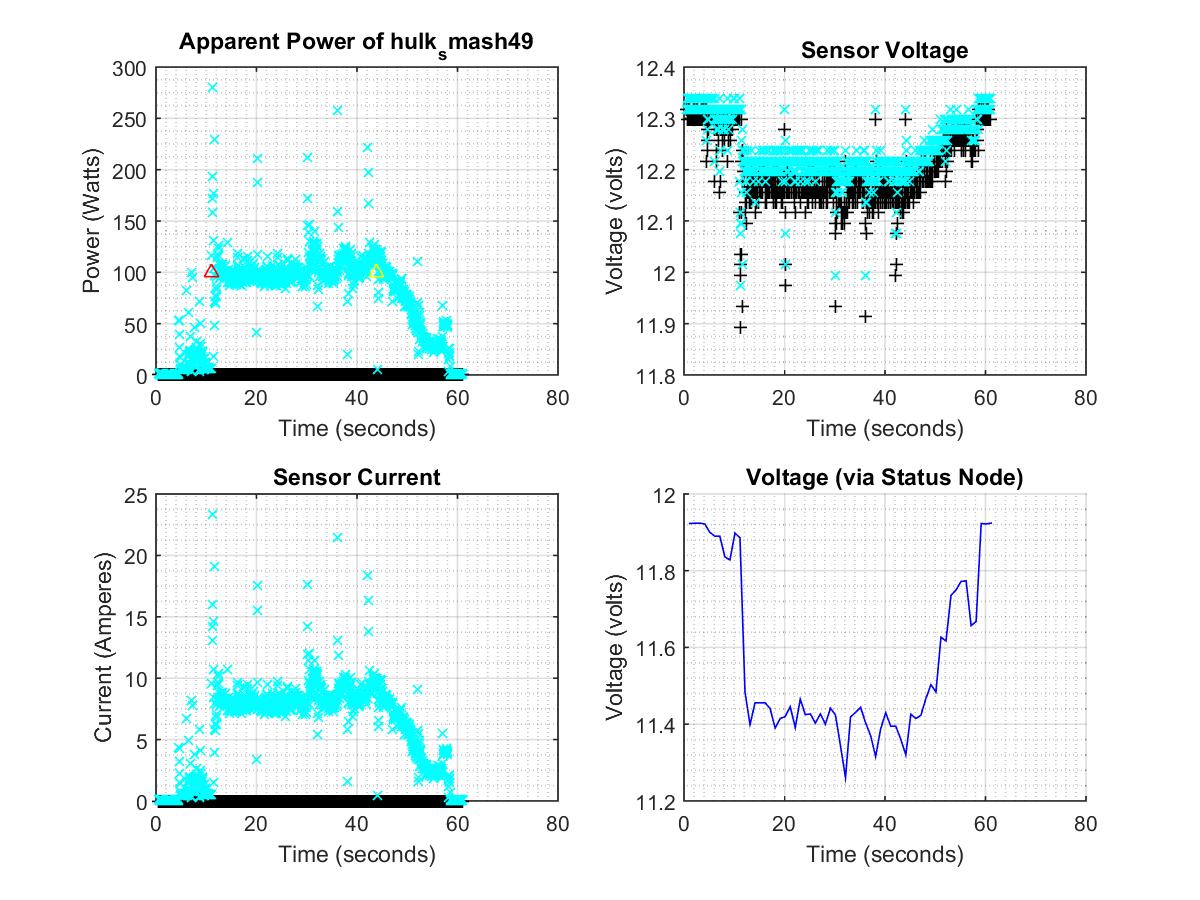 Apparent Power of hulksmash49
300
250
200
150
100
50
0
Power (Watts)
0 20 40 60 80
Time (seconds)
Sensor Voltage
12.4
12.3
12.2
12.1
12
11.9
11.8
Voltage (volts)
0 20 40 60 80
Time (seconds)
Sensor Current
25
20
15
10
5
0
Current (Amperes)
0 20 40 60 80
Time (seconds)
Voltage (via Status Node)
12
11.8
11.6
11.4
11.2
Voltage (volts)
0 20 40 60 80
Time (seconds)